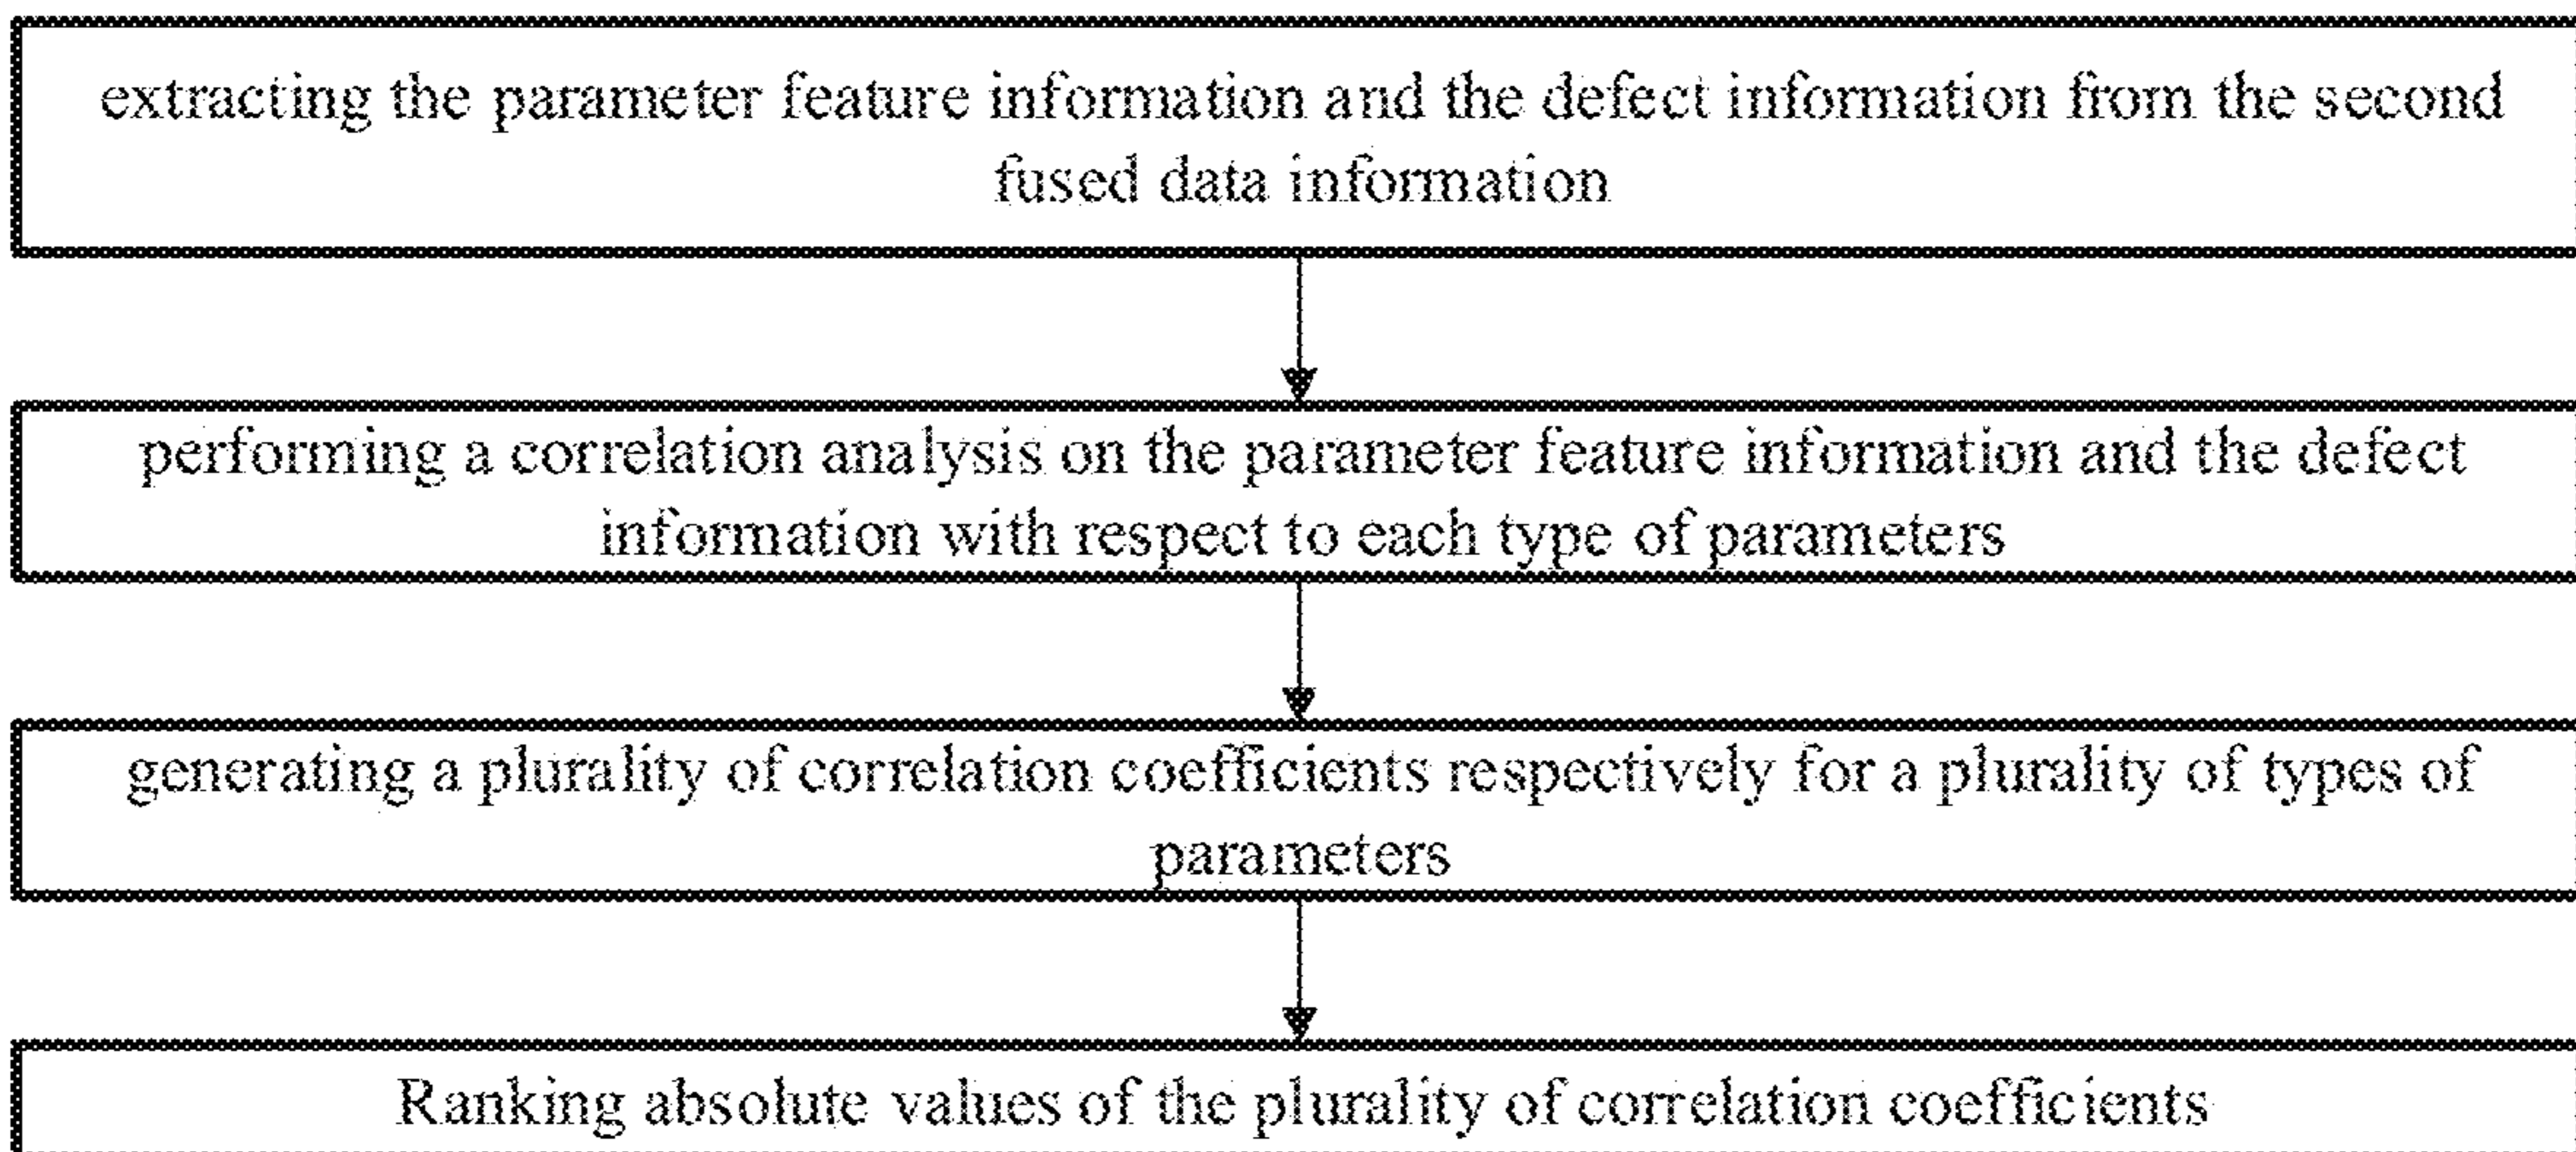 extracting the parameter feature information and the defect information from the second
fused data information
performing a correlation analysis on the parameter feature information and the defect
information with respect to each type of parameters
generating a plurality of correlation coefficients respectively for a plurality of types of
parameters
Ranking absolute values of the plurality of correlation coefficients